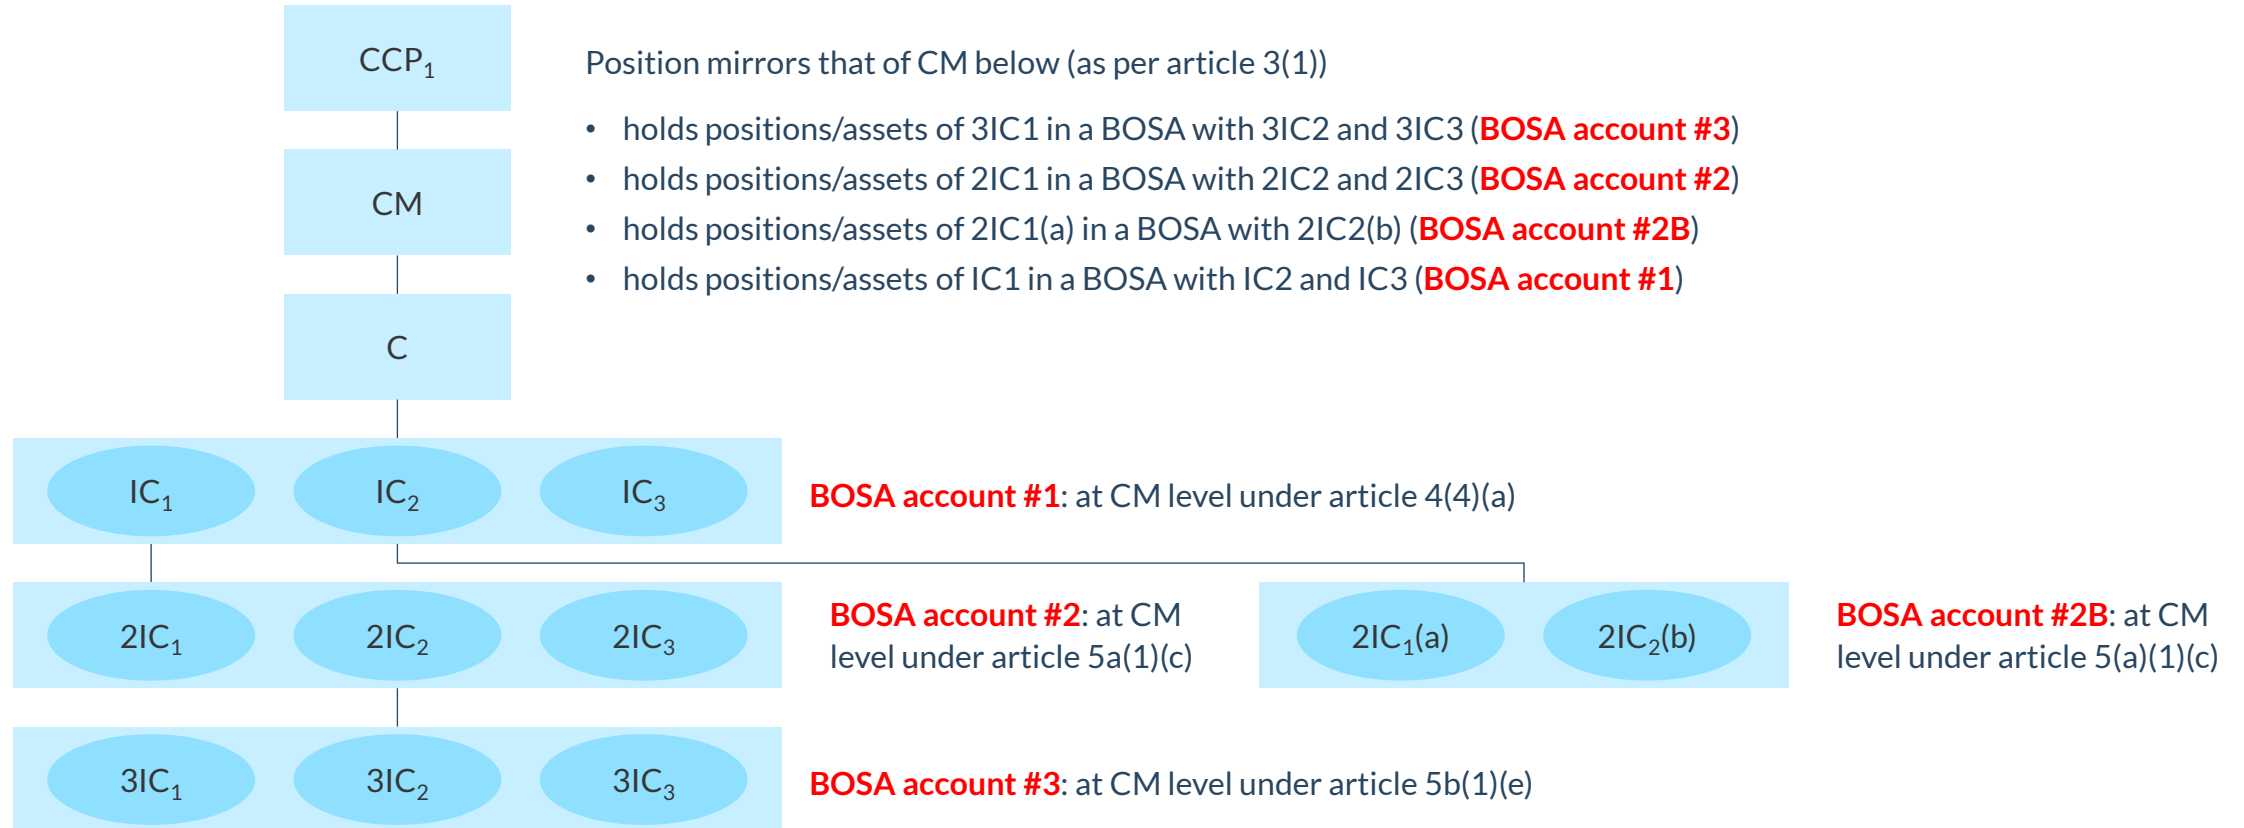 CCP₁
Position mirrors that of CM below (as per article 3(1))
• holds positions/assets of 3IC1 in a BOSA with 3IC2 and 3IC3 (BOSA account #3)
• holds positions/assets of 2IC1 in a BOSA with 2IC2 and 2IC3 (BOSA account #2)
• holds positions/assets of 2IC1(a) in a BOSA with 2IC2(b) (BOSA account #2B)
• holds positions/assets of IC1 in a BOSA with IC2 and IC3 (BOSA account #1)
CM
C
IC₁ IC₂ IC₃
BOSA account #1: at CM level under article 4(4)(a)
2IC₁ 2IC₂ 2IC₃
BOSA account #2: at CM
level under article 5a(1)(c)
2IC₁(a) 2IC₂(b)
BOSA account #2B: at CM
level under article 5(a)(1)(c)
3IC₁ 3IC₂ 3IC₃
BOSA account #3: at CM level under article 5b(1)(e)